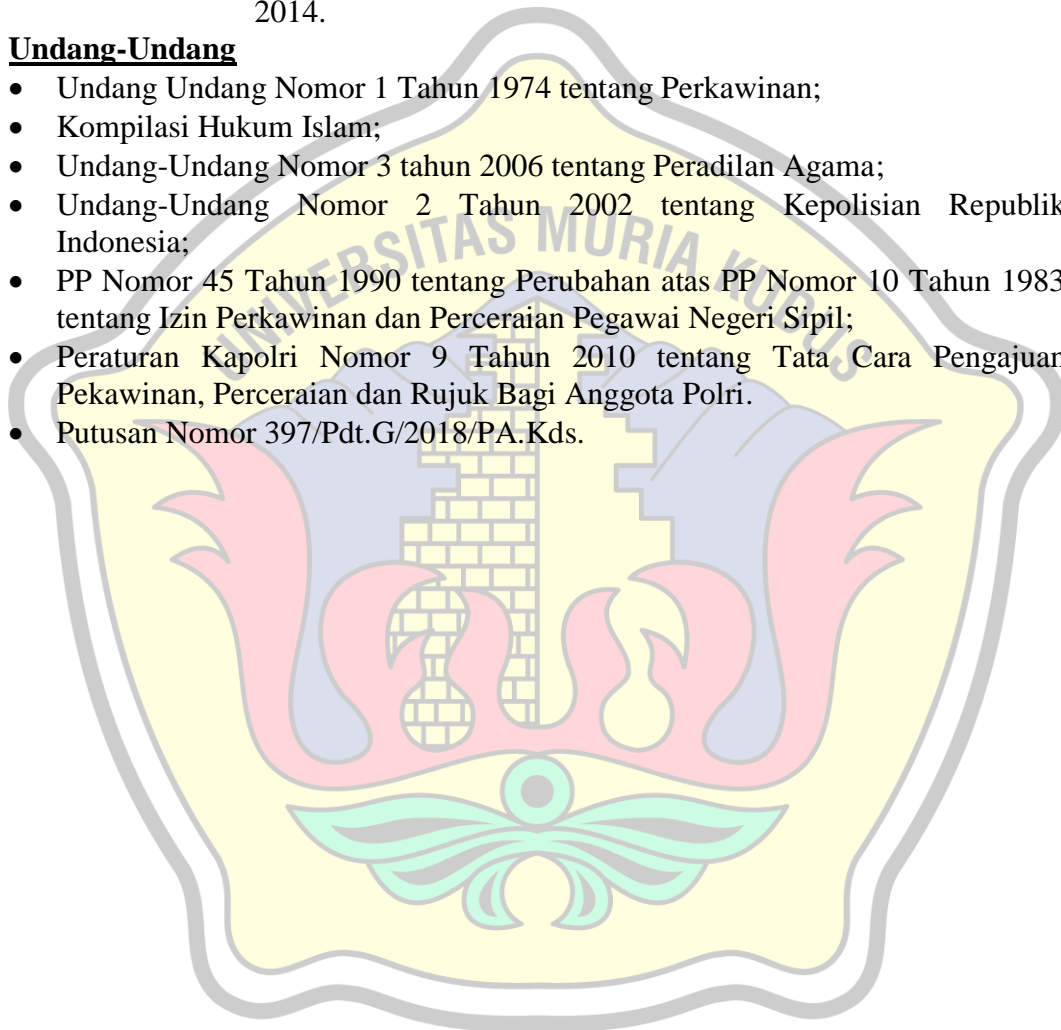 2014.
Undang-Undang
• Undang Undang Nomor 1 Tahun 1974 tentang Perkawinan;
• Kompilasi Hukum Islam;
• Undang-Undang Nomor 3 tahun 2006 tentang Peradilan Agama;
• Undang-Undang Nomor 2 Tahun 2002 tentang Kepolisian Republik
Indonesia;
• PP Nomor 45 Tahun 1990 tentang Perubahan atas PP Nomor 10 Tahun 1983
tentang Izin Perkawinan dan Perceraian Pegawai Negeri Sipil;
• Peraturan Kapolri Nomor 9 Tahun 2010 tentang Tata Cara Pengajuan
Pekawinan, Perceraian dan Rujuk Bagi Anggota Polri.
• Putusan Nomor 397/Pdt.G/2018/PA.Kds.
UNIVERSITAS MURIA KUDUS